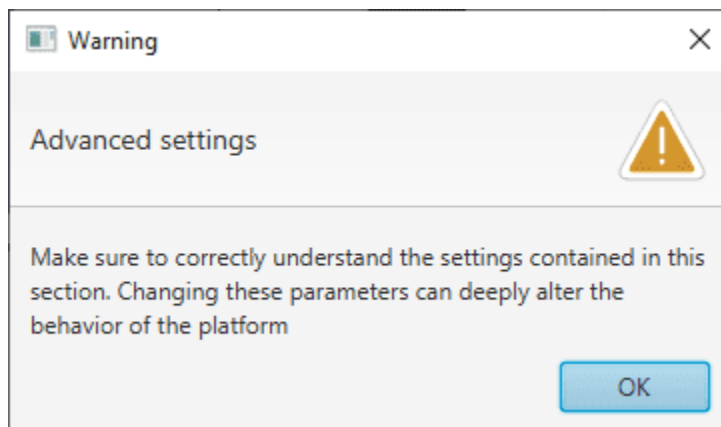 Warning
Advanced settings
Make sure to correctly understand the settings contained in this
section. Changing these parameters can deeply alter the
behavior of the platform
OK